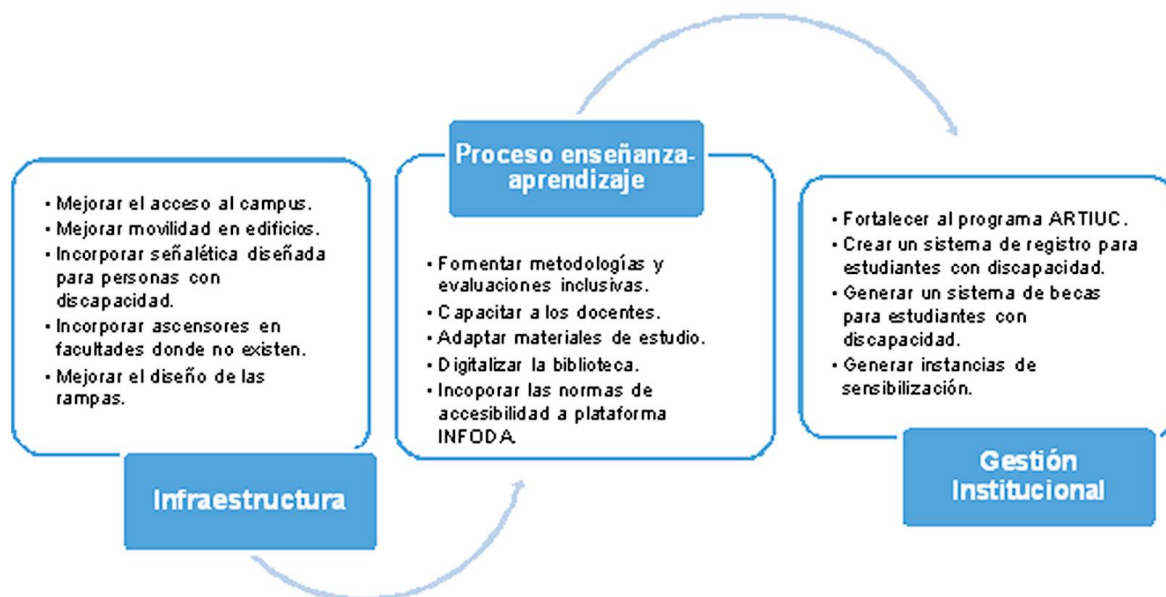 • Mejorar el acceso al campus.
• Mejorar movilidad en edificios.
• Incorporar señalética diseñada
para personas con
discapacidad.
• Incorporar ascensores en
facultades donde no existen.
• Mejorar el diseño de las
rampas.
Infraestructura
Proceso enseñanza-
aprendizaje
• Fomentar metodologías y
evaluaciones inclusivas.
• Capacitar a los docentes.
• Adaptar materiales de estudio.
• Digitalizar la biblioteca.
• Incoporar las normas de
accesibilidad a plataforma
INFODA.
• Fortalecer al programa ARTIUC.
• Crear un sistema de registro para
estudiantes con discapacidad.
• Generar un sistema de becas
para estudiantes con
discapacidad.
• Generar instancias de
sensibilización.
Gestión
Institucional